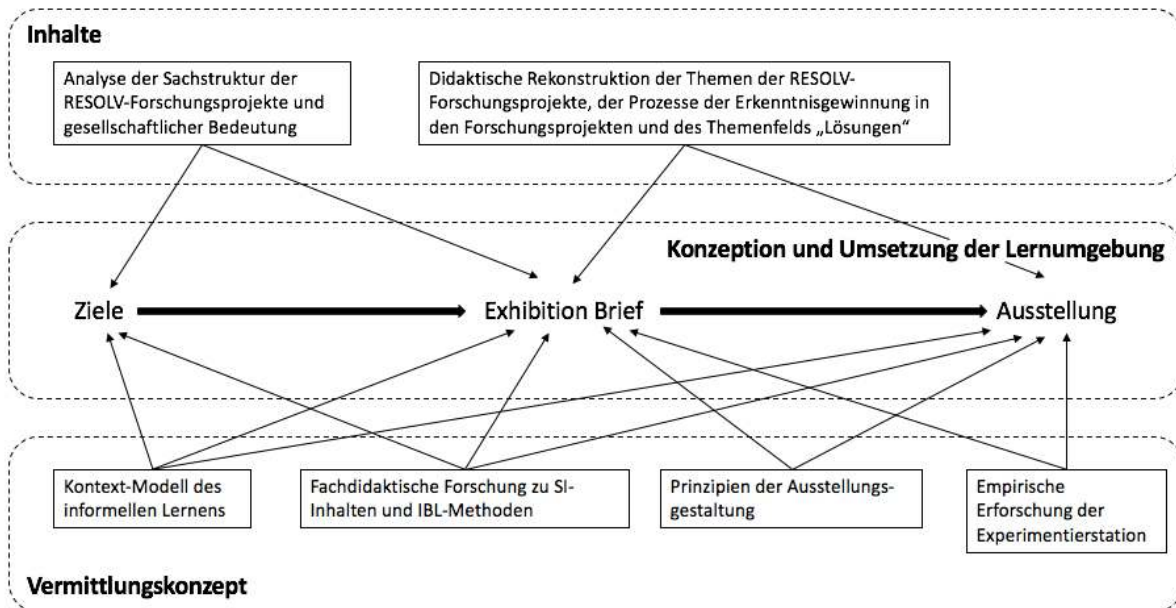 Inhalte
Analyse der Sachstruktur der
RESOLV-Forschungsprojekte und
gesellschaftlicher Bedeutung
Didaktische Rekonstruktion der Themen der RESOLV-
Forschungsprojekte, der Prozesse der Erkenntnisgewinnung in
den Forschungsprojekten und des Themenfelds „Lösungen“
Konzeption und Umsetzung der Lernumgebung
Ziele
Exhibition Brief
Ausstellung
Kontext-Modell des
informellen Lernens
Fachdidaktische Forschung zu SI-
Inhalten und IBL-Methoden
Prinzipien der Ausstellungs-
gestaltung
Empirische
Erforschung der
Experimentierstation
Vermittlungskonzept